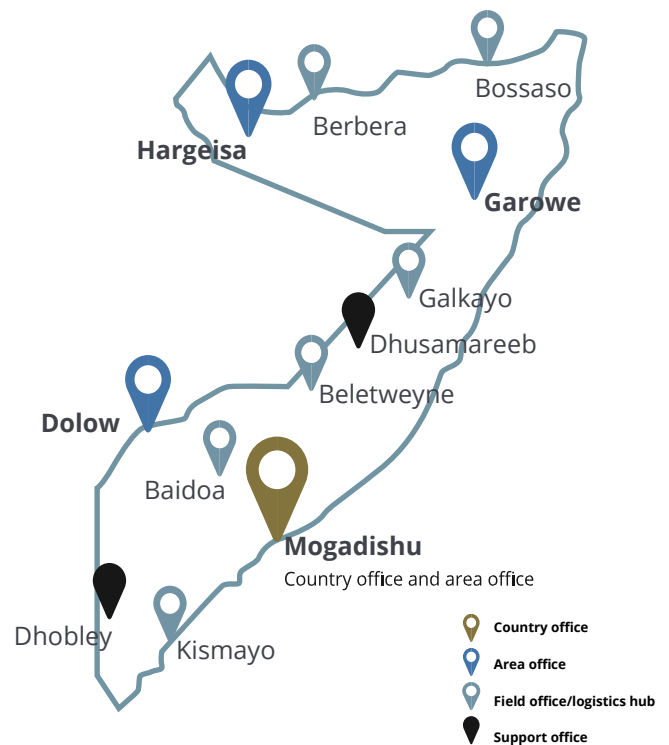 Bossaso
Berbera
Hargeisa
Garowe
Galkayo
Dhusamareeb
Beletweyne
Dolow
Baidoa
Mogadishu
Country office and area office
Dhobley
Kismayo
Country office
Area office
Field office/logistics hub
Support office